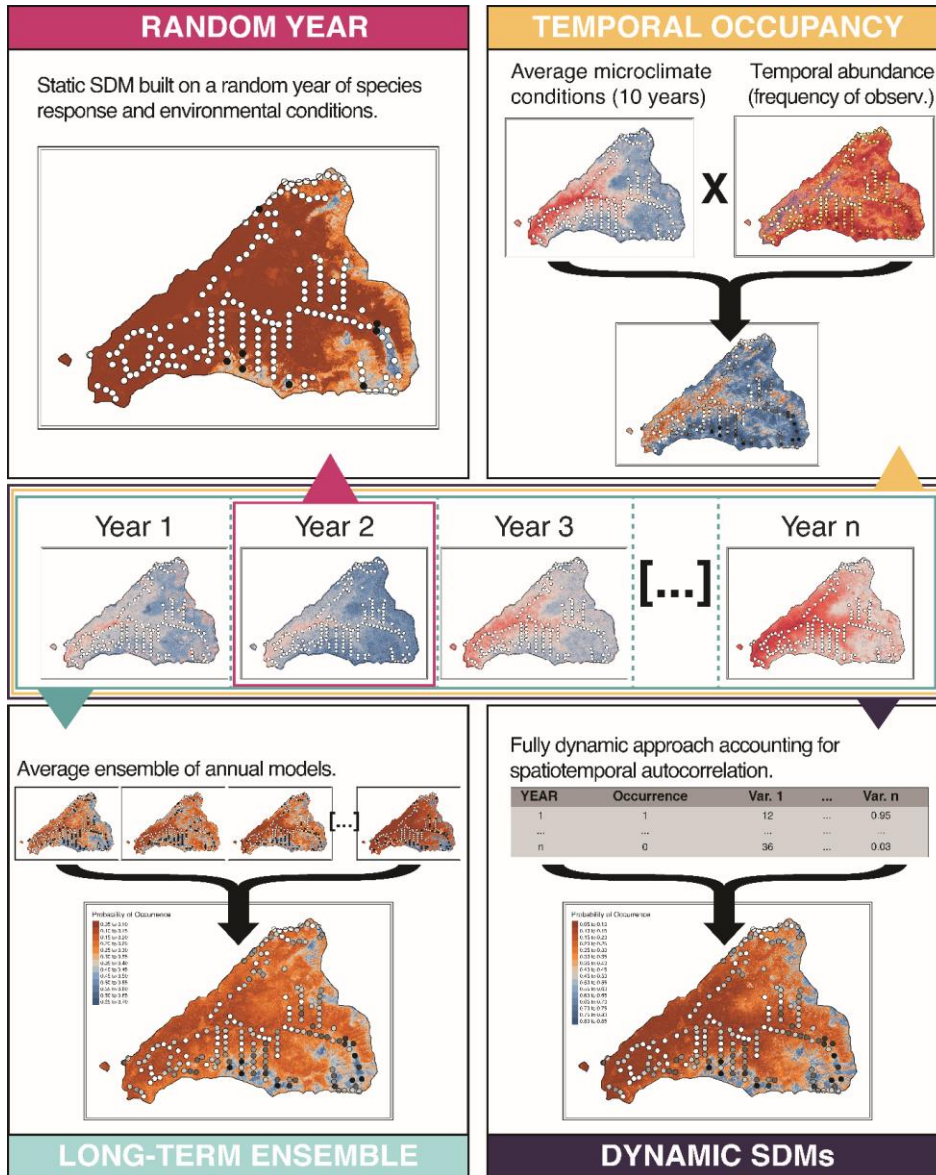 RANDOM YEAR
Static SDM built on a random year of species
response and environmental conditions.
TEMPORAL OCCUPANCY
Average microclimate
conditions (10 years)
Temporal abundance
(frequency of observ.)
X
Year 1
Year 2
Year 3
[...]
Year n
Average ensemble of annual models.
[...]
Probability of Occurrence
LONG-TERM ENSEMBLE
Fully dynamic approach accounting for
spatiotemporal autocorrelation.
YEAR Occurrence Var. 1 ... Var. n
1 1 12 ... 0.95
... ... ... ... ...
n 0 36 ... 0.03
Probability of Occurrence
DYNAMIC SDMs